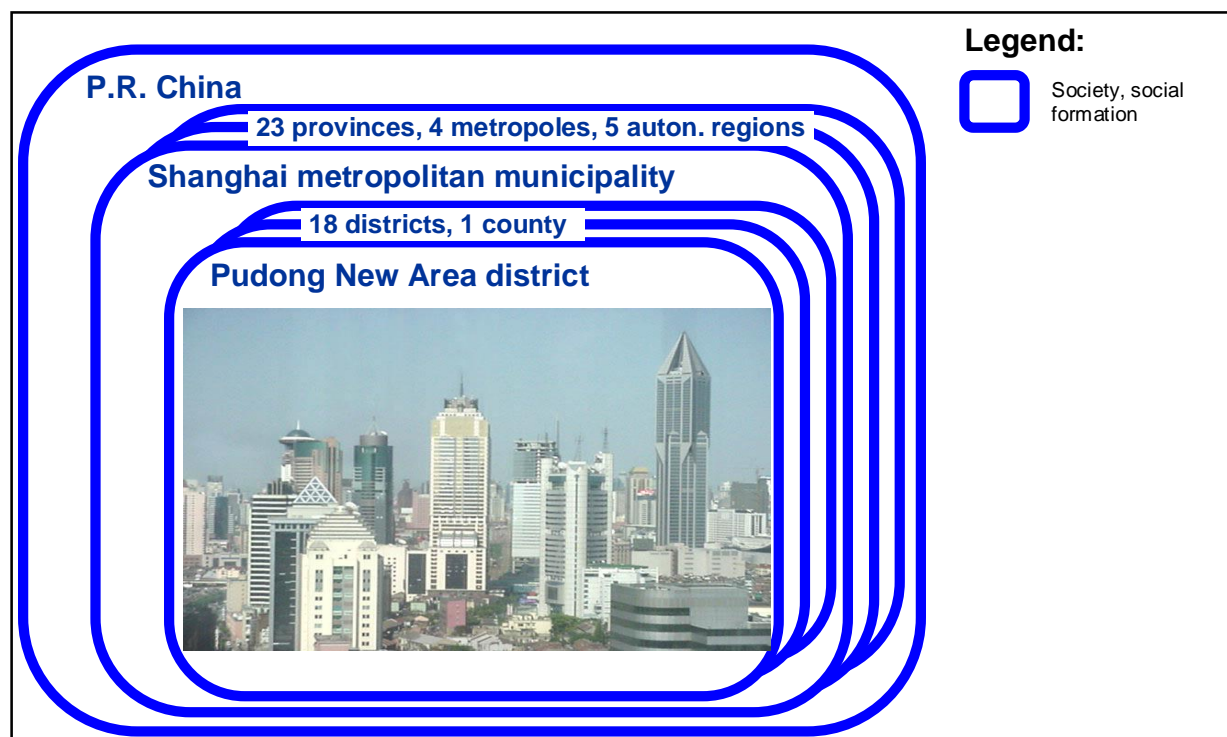 Legend:
P.R. China
Society, social
formation
23 provinces, 4 metropoles, 5 auton. regions
Shanghai metropolitan municipality
18 districts, 1 county
Pudong New Area district